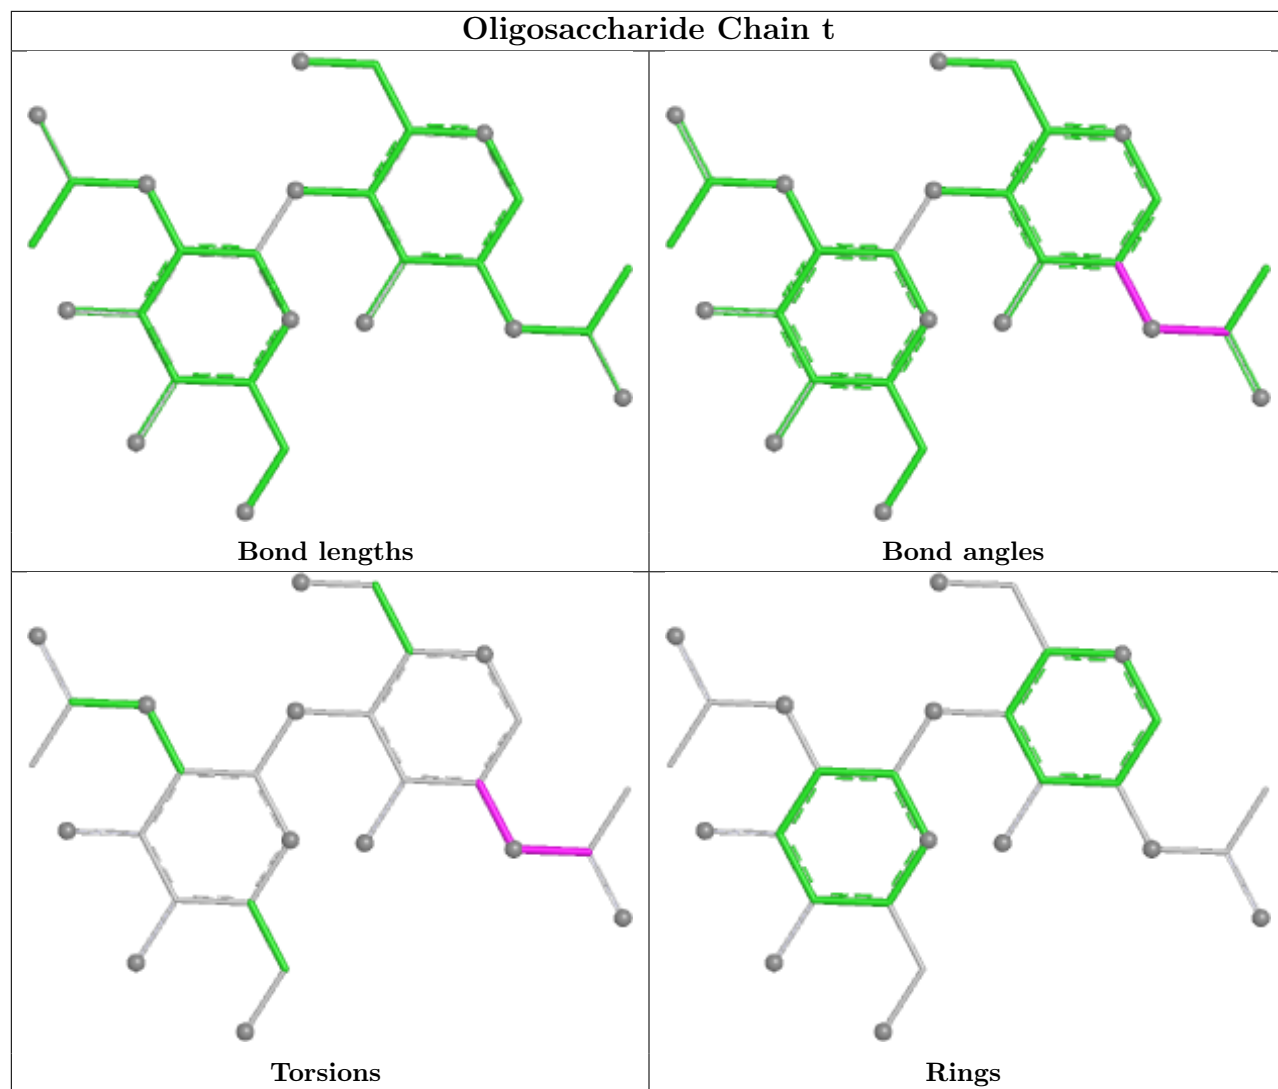 Oligosaccharide Chain t
Bond lengths
Bond angles
Torsions
Rings